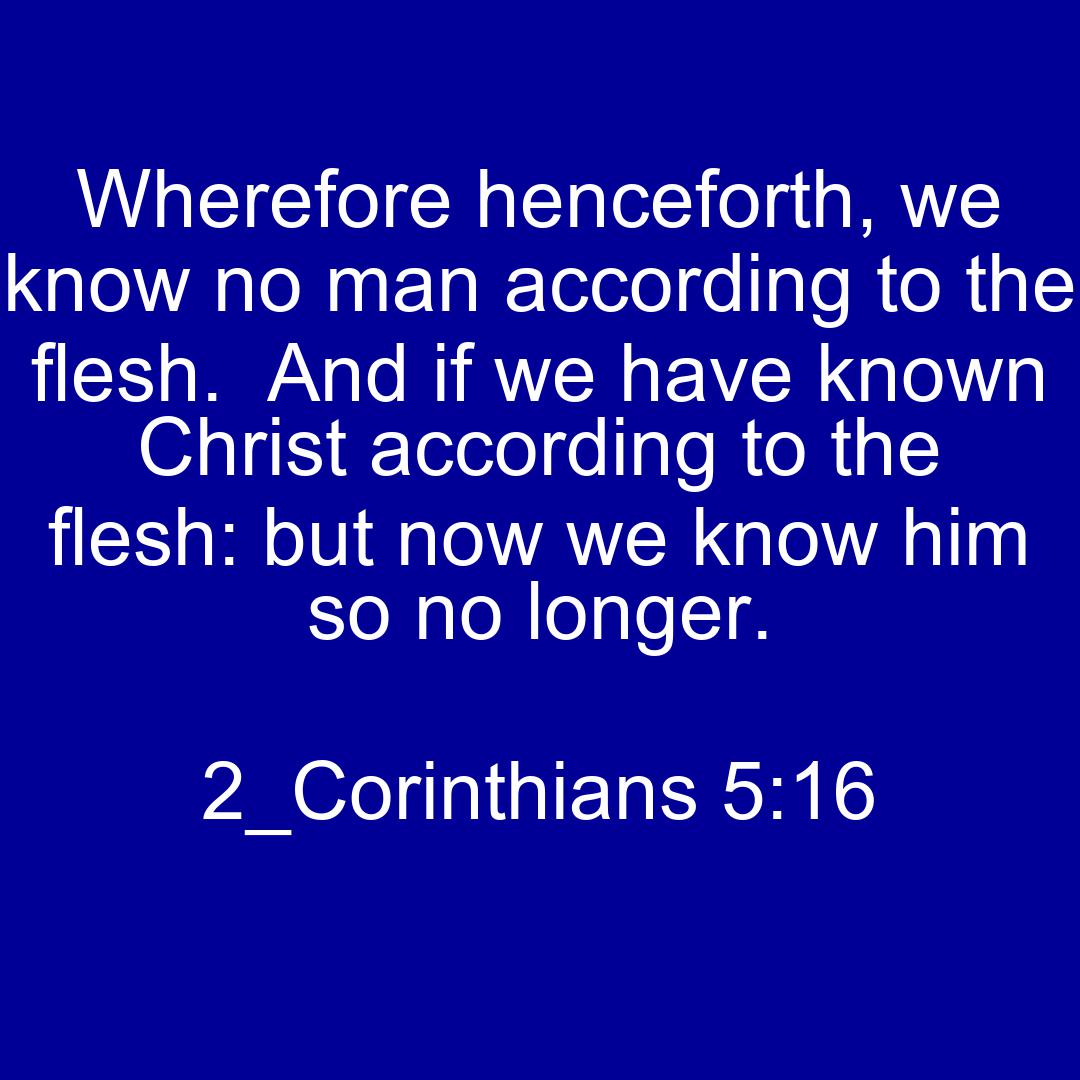 Wherefore henceforth, we
know no man according to the
flesh.  And if we have known
Christ according to the
flesh: but now we know him
so no longer.
2_Corinthians 5:16